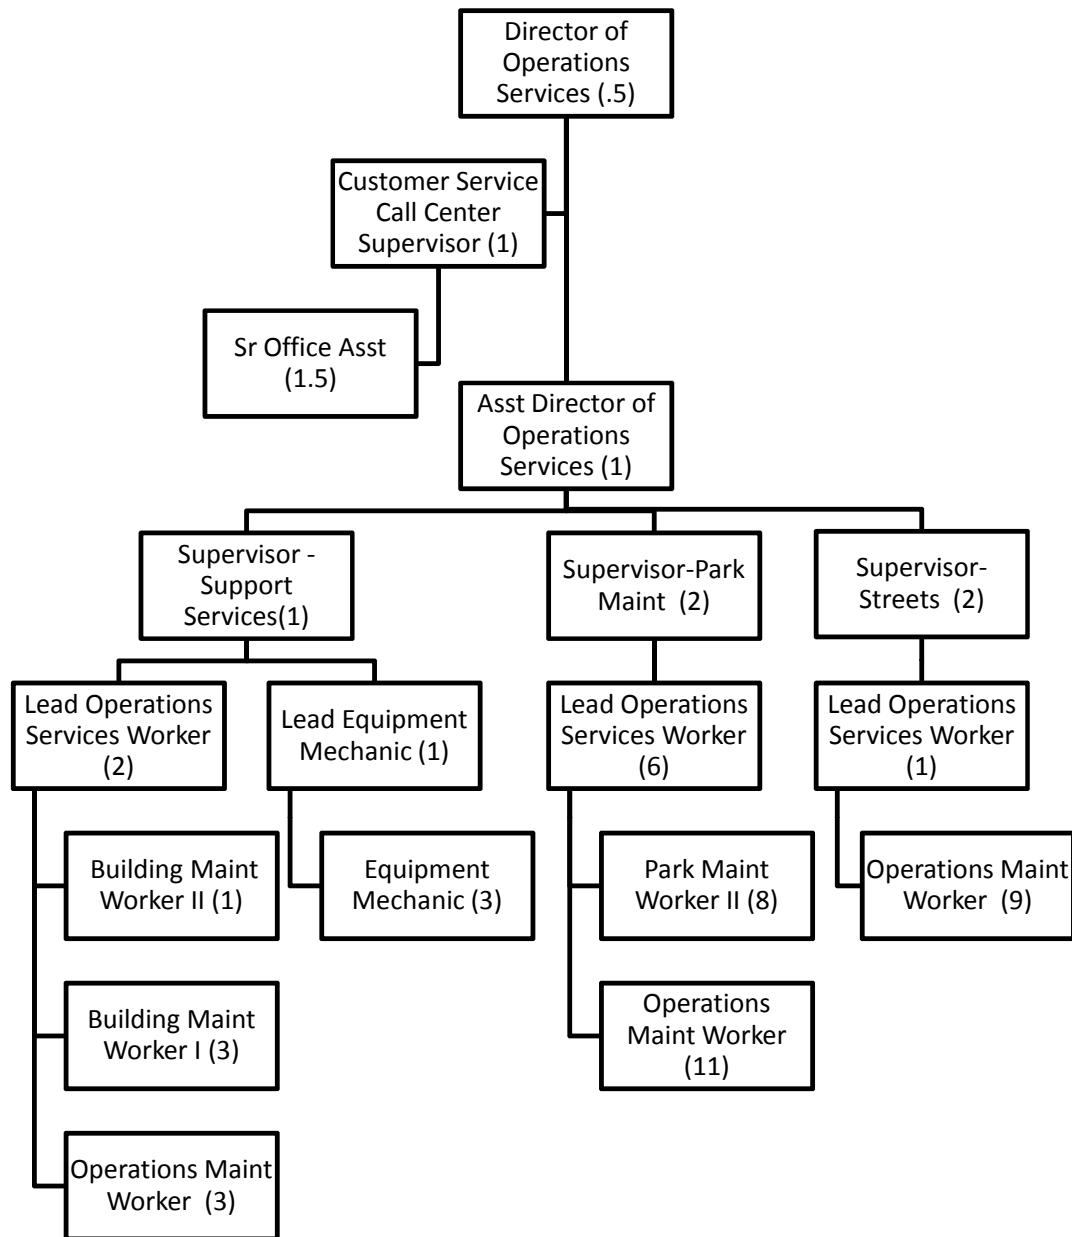 Director of
Operations
Services (.5)
Customer Service
Call Center
Supervisor (1)
Sr Office Asst
(1.5)
Asst Director of
Operations
Services (1)
Supervisor -
Support
Services(1)
Supervisor-Park
Maint  (2)
Supervisor-
Streets  (2)
Lead Operations
Services Worker
(2)
Lead Equipment
Mechanic (1)
Lead Operations
Services Worker
(6)
Lead Operations
Services Worker
(1)
Building Maint
Worker II (1)
Equipment
Mechanic (3)
Park Maint
Worker II (8)
Operations Maint
Worker  (9)
Building Maint
Worker I (3)
Operations
Maint Worker
(11)
Operations Maint
Worker  (3)